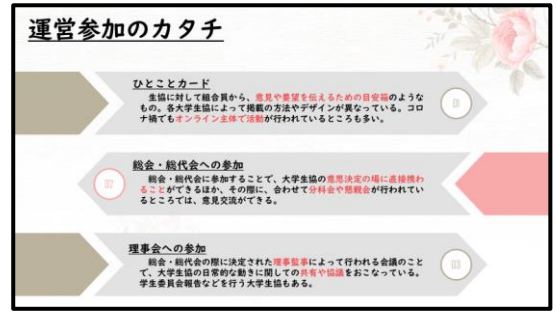 運営参加のカタチ
ひとことカード
生協に対して組合員から、意見や要望を伝えるための目安箱のような
もの。各大学生協によって掲載の方法やデザインが異なっている。コロ
ナ禍でもオンライン主体で活動が行われているところも多い。
01
総会・総代会への参加
総会・総代会に参加することで、大学生協の意思決定の場に直接携わ
ることができるほか、その際に、合わせて分科会や懇親会が行われてい
るところでは、意見交流ができる。
02
理事会への参加
総会・総代会の際に決定された理事監事によって行われる会議のこと
で、大学生協の日常的な動きに関しての共有や協議をおこなっている。
学生委員会報告などを行う大学生協もある。
03